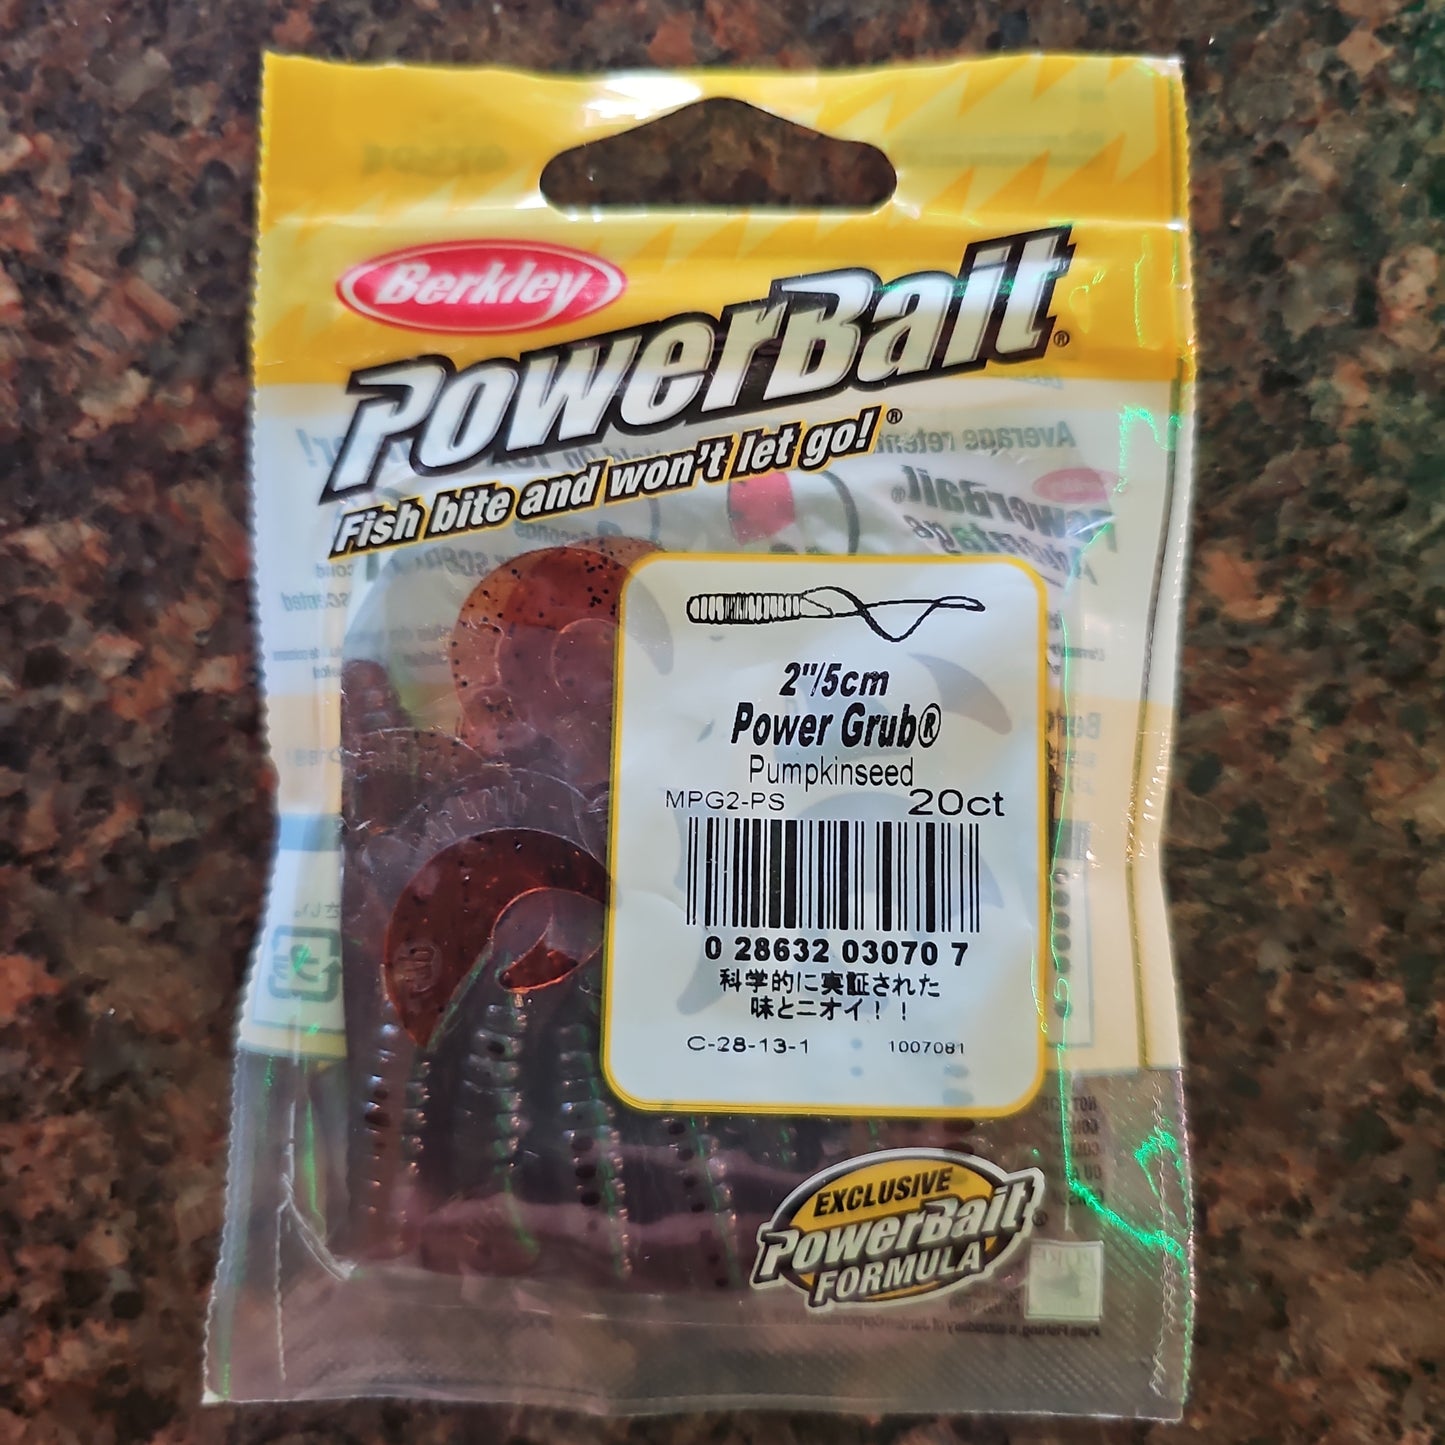 Berkley
PowerBait®
Fish bite and won't let go!®
2"/5cm
Power Grub®
Pumpkinseed
MPG2-PS 20ct
0 28632 03070 7
科学的に実証された
味とニオイ！！
C-28-13-1 1007081
EXCLUSIVE
PowerBait®
FORMULA